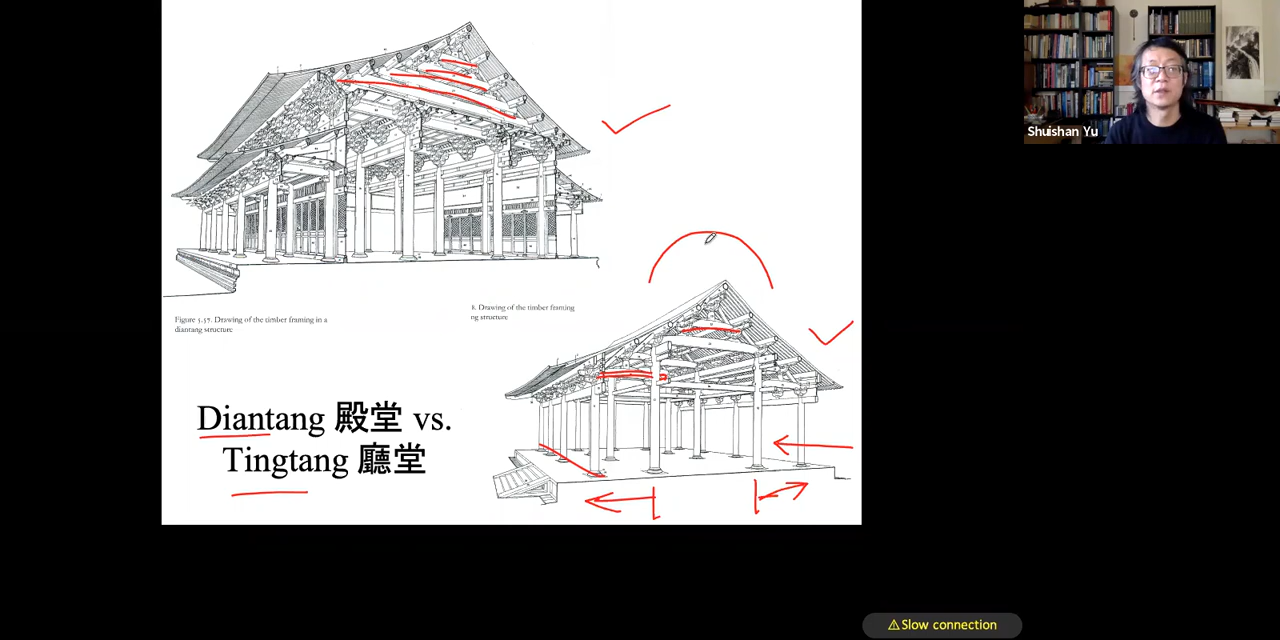 Shuishan Yu
Figure 3.37. Drawing of the timber framing in a
diantang structure
8. Drawing of the timber framing
ng structure
Diantang 殿堂 vs.
Tingtang 廳堂
⚠Slow connection